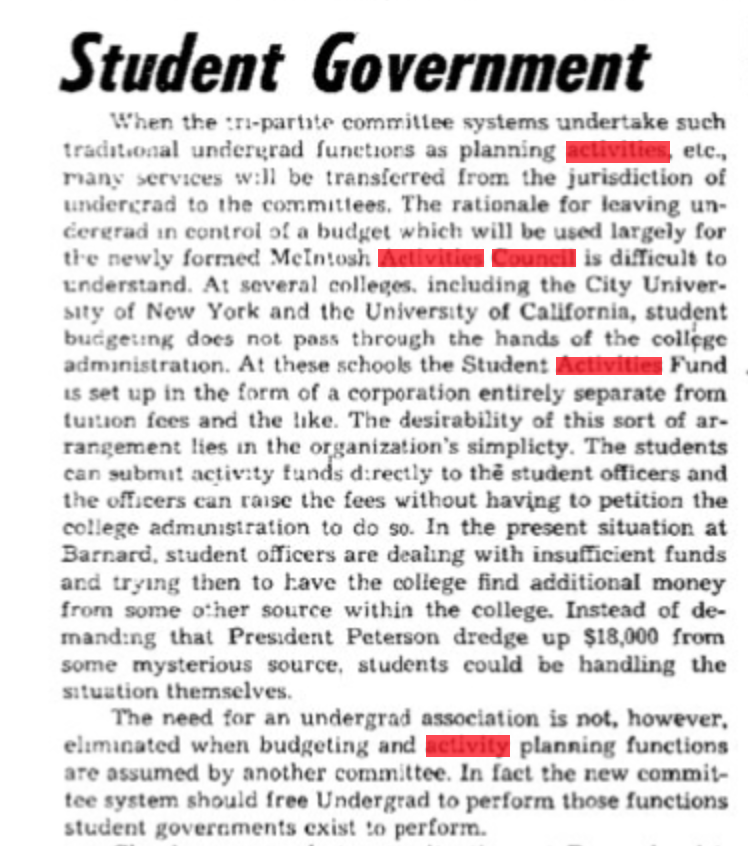 Student Government
When the tri-partite committee systems undertake such
traditional undergrad functions as planning activities, etc.,
many services will be transferred from the jurisdiction of
undergrad to the committees. The rationale for leaving un-
dergrad in control of a budget which will be used largely for
the newly formed McIntosh Activities Council is difficult to
understand. At several colleges, including the City Univer-
sity of New York and the University of California, student
budgeting does not pass through the hands of the college
administration. At these schools the Student Activities Fund
is set up in the form of a corporation entirely separate from
tuition fees and the like. The desirability of this sort of ar-
rangement lies in the organization's simplicty. The students
can submit activity funds directly to the student officers and
the officers can raise the fees without having to petition the
college administration to do so. In the present situation at
Barnard, student officers are dealing with insufficient funds
and trying then to have the college find additional money
from some other source within the college. Instead of de-
manding that President Peterson dredge up $18,000 from
some mysterious source, students could be handling the
situation themselves.
The need for an undergrad association is not, however,
eliminated when budgeting and activity planning functions
are assumed by another committee. In fact the new commit-
tee system should free Undergrad to perform those functions
student governments exist to perform.